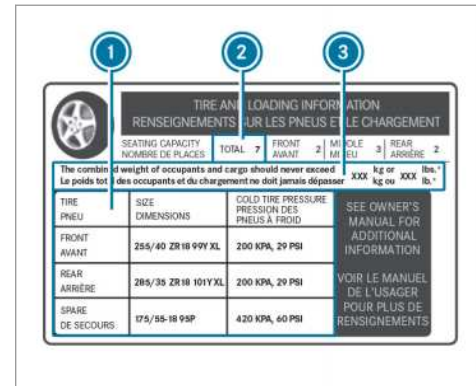 1
2
3
TIRE AND LOADING INFORMATION
RENSEIGNEMENTS SUR LES PNEUS ET LE CHARGEMENT
SEATING CAPACITY TOTAL 7 FRONT 2 MIDDLE 3 REAR 2
NOMBRE DE PLACES AVANT MILIEU ARRIÈRE
The combined weight of occupants and cargo should never exceed XXX kg or XXX lbs.*
Le poids total des occupants et du chargement ne doit jamais dépasser kg ou lb.*
TIRE SIZE COLD TIRE PRESSURE
PNEU DIMENSIONS PRESSION DES
PNEUS À FROID
FRONT
AVANT
255/40 ZR18 99Y XL 200 KPA, 29 PSI
REAR
ARRIÈRE
285/35 ZR18 101Y XL 200 KPA, 29 PSI
SPARE
DE SECOURS
175/55-18 95P 420 KPA, 60 PSI
SEE OWNER'S
MANUAL FOR
ADDITIONAL
INFORMATION
VOIR LE MANUEL
DE L'USAGER
POUR PLUS DE
RENSIGNEMENTS